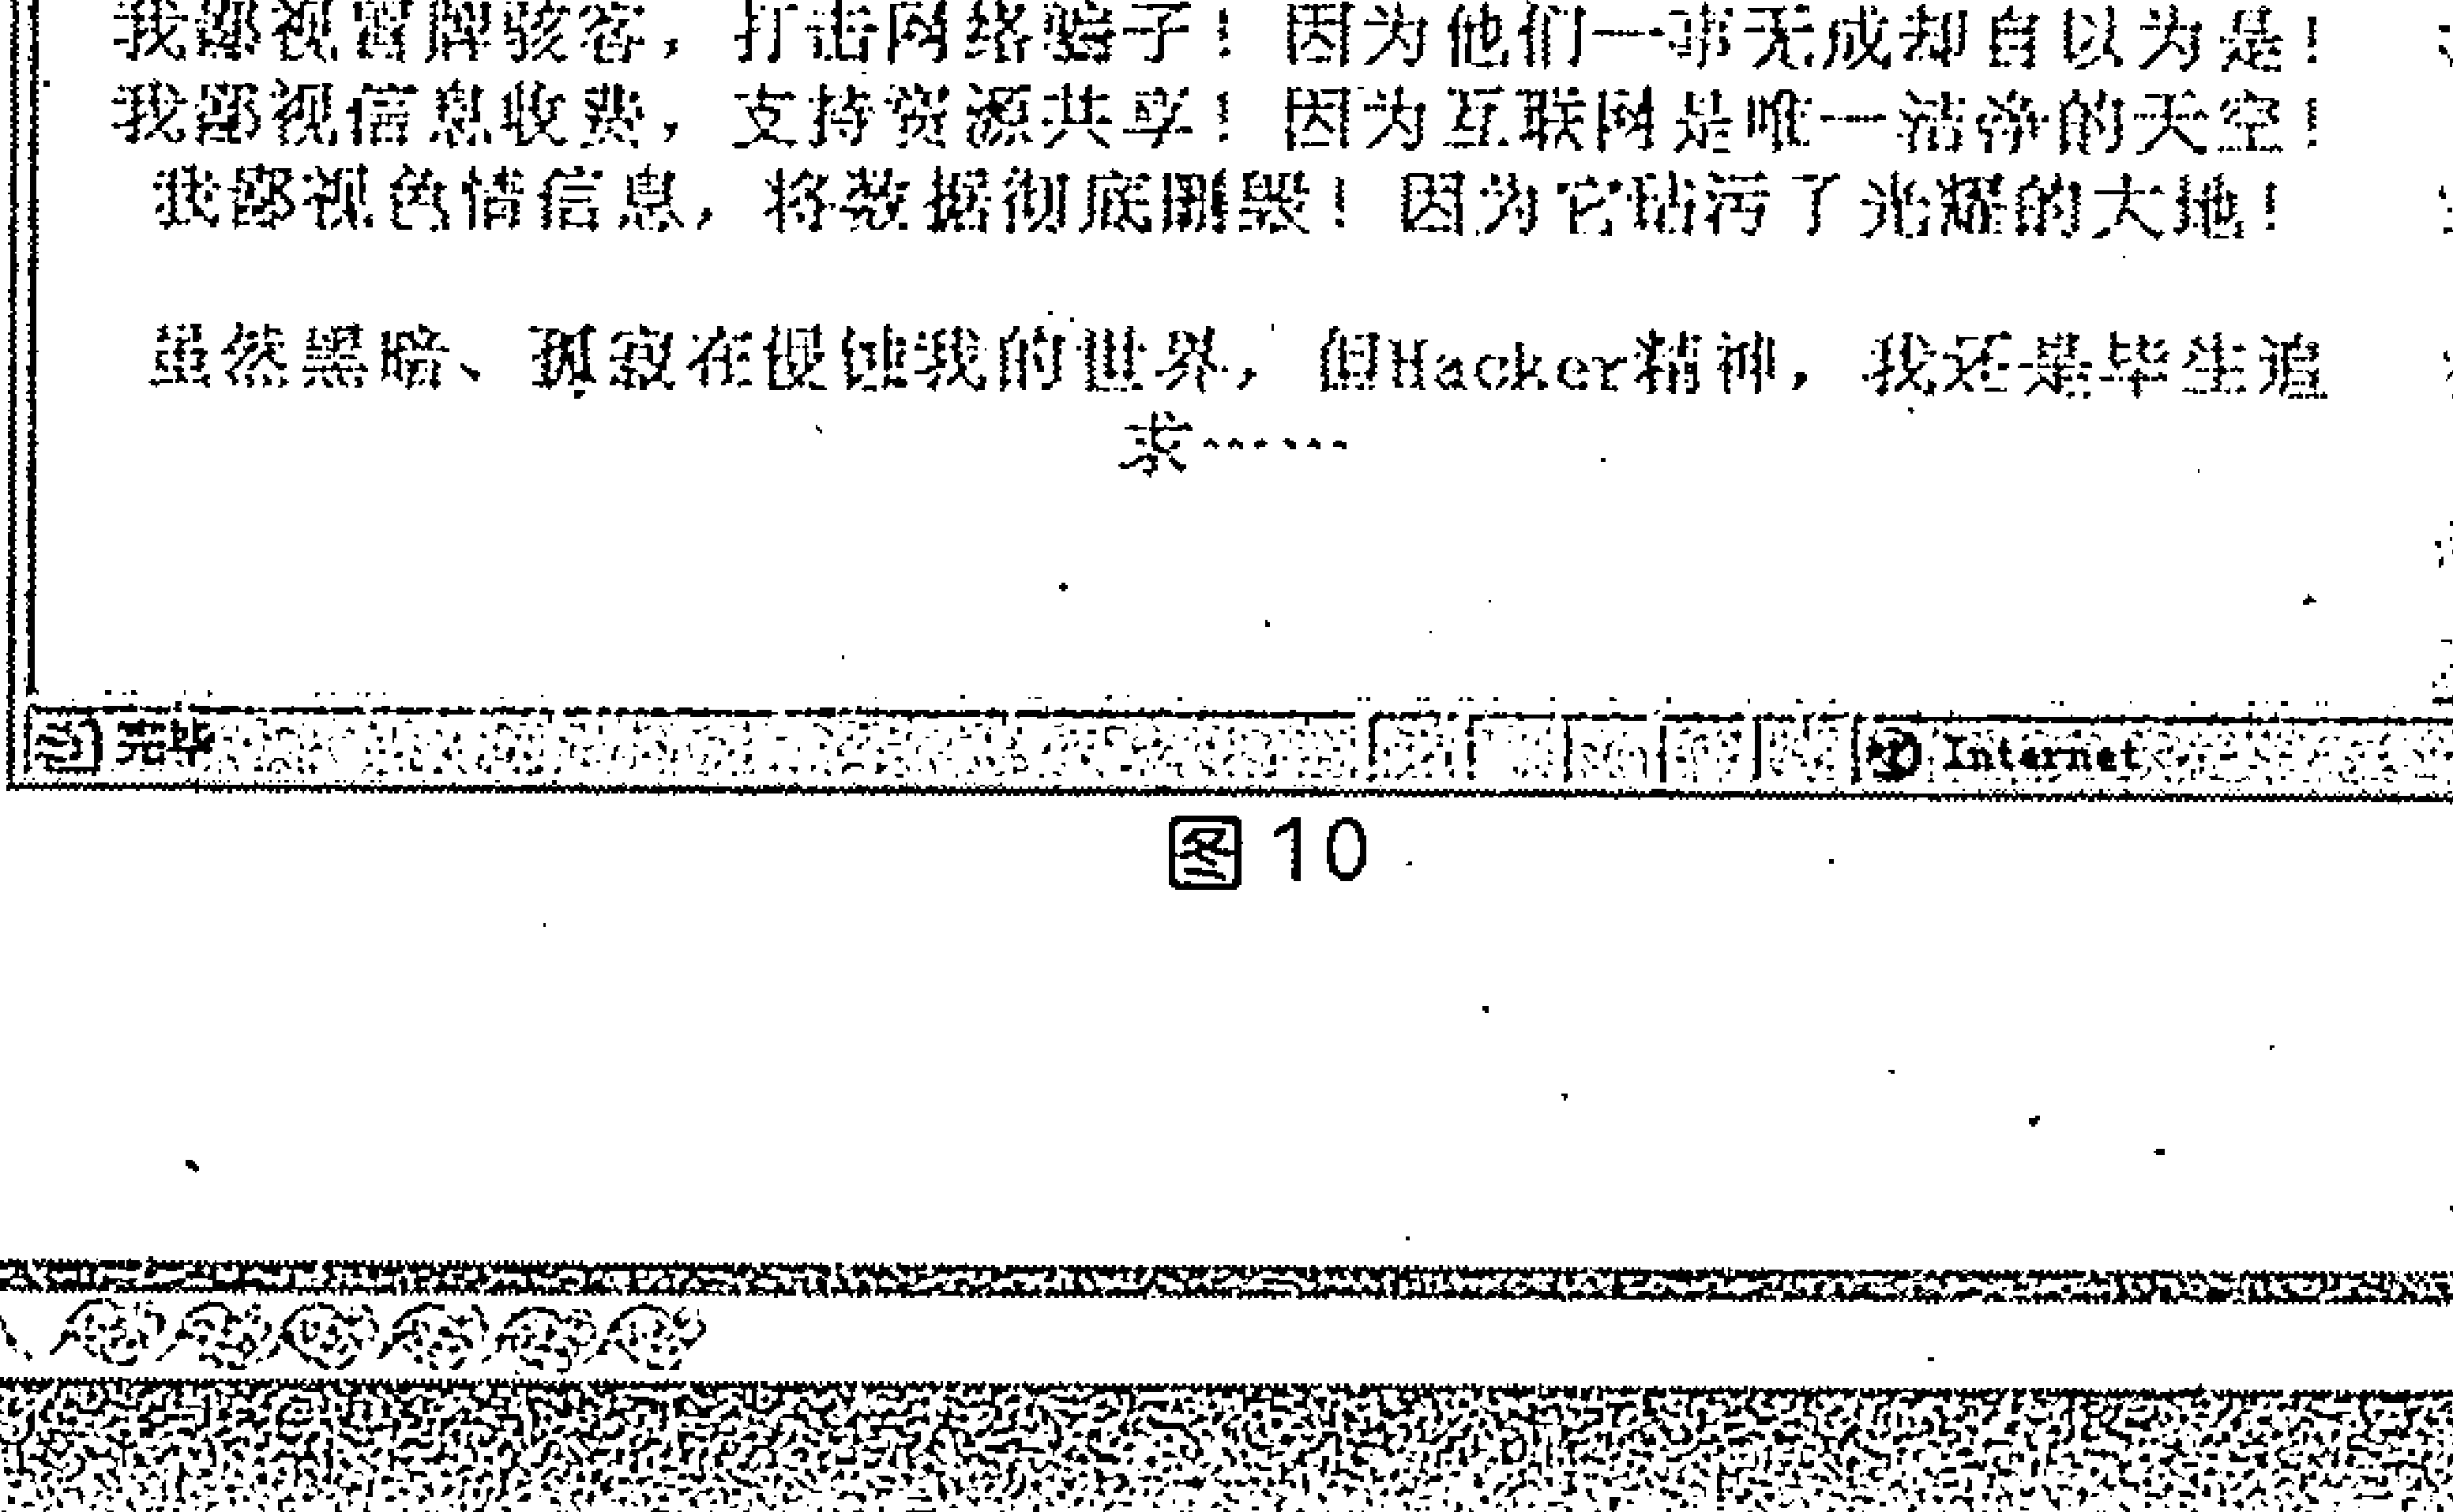 我鄙视冒牌骇客，打击网络骗子！因为他们一事无成却自以为是！
我鄙视信息收费，支持资源共享！因为互联网是唯一洁净的天空！
我鄙视色情信息，将数据彻底删毁！因为它玷污了光耀的大地！
虽然黑暗、孤寂在侵蚀我的世界，但Hacker精神，我还是毕生追
求……
完毕
Internet
图10